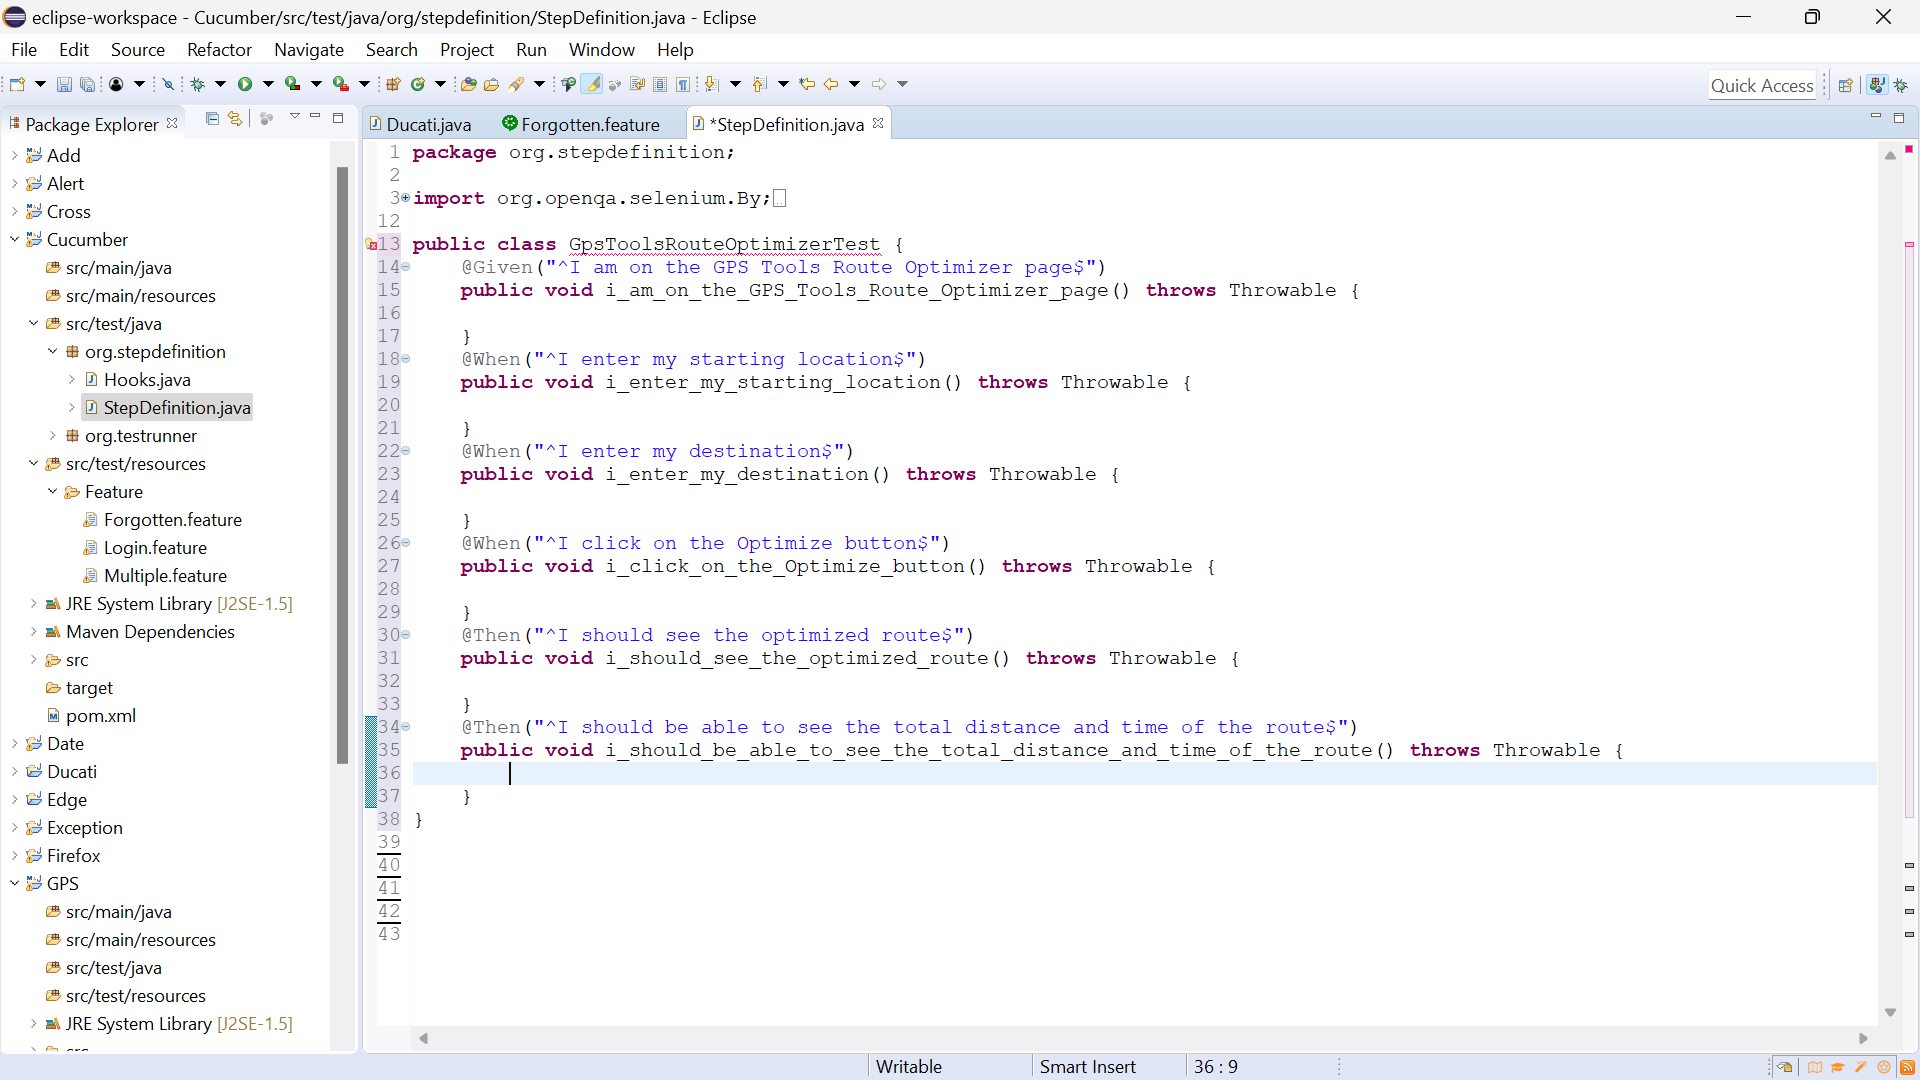 eclipse-workspace - Cucumber/src/test/java/org/stepdefinition/StepDefinition.java - Eclipse
File Edit Source Refactor Navigate Search Project Run Window Help
Quick Access
Package Explorer
Ducati.java Forgotten.feature *StepDefinition.java
Add
Alert
Cross
Cucumber
src/main/java
src/main/resources
src/test/java
org.stepdefinition
Hooks.java
StepDefinition.java
org.testrunner
src/test/resources
Feature
Forgotten.feature
Login.feature
Multiple.feature
JRE System Library [J2SE-1.5]
Maven Dependencies
src
target
pom.xml
Date
Ducati
Edge
Exception
Firefox
GPS
src/main/java
src/main/resources
src/test/java
src/test/resources
JRE System Library [J2SE-1.5]
1 package org.stepdefinition;
2
3 import org.openqa.selenium.By;
12
13 public class GpsToolsRouteOptimizerTest {
14 @Given("^I am on the GPS Tools Route Optimizer page$")
15 public void i_am_on_the_GPS_Tools_Route_Optimizer_page() throws Throwable {
16
17 }
18 @When("^I enter my starting location$")
19 public void i_enter_my_starting_location() throws Throwable {
20
21 }
22 @When("^I enter my destination$")
23 public void i_enter_my_destination() throws Throwable {
24
25 }
26 @When("^I click on the Optimize button$")
27 public void i_click_on_the_Optimize_button() throws Throwable {
28
29 }
30 @Then("^I should see the optimized route$")
31 public void i_should_see_the_optimized_route() throws Throwable {
32
33 }
34 @Then("^I should be able to see the total distance and time of the route$")
35 public void i_should_be_able_to_see_the_total_distance_and_time_of_the_route() throws Throwable {
36
37 }
38 }
39
40
41
42
43
Writable Smart Insert 36 : 9